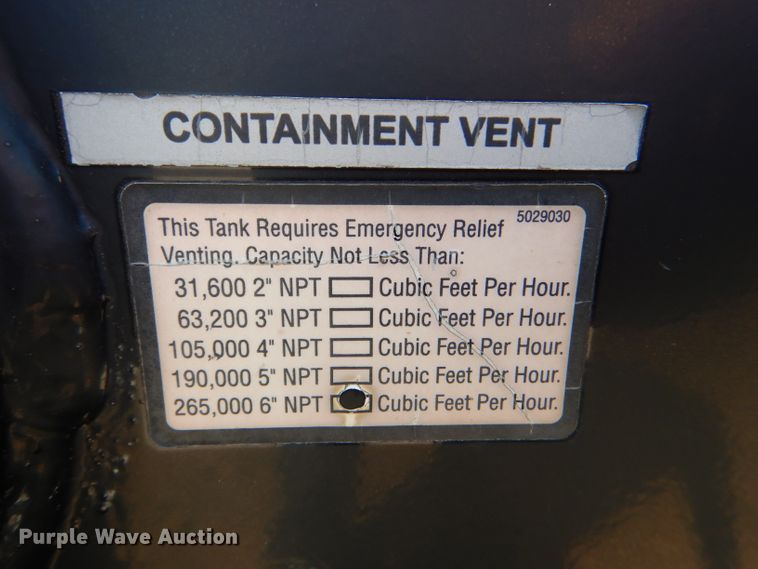 CONTAINMENT VENT
5029030
This Tank Requires Emergency Relief
Venting. Capacity Not Less Than:
31,600 2" NPT Cubic Feet Per Hour.
63,200 3" NPT Cubic Feet Per Hour.
105,000 4" NPT Cubic Feet Per Hour.
190,000 5" NPT Cubic Feet Per Hour.
265,000 6" NPT Cubic Feet Per Hour.
Purple Wave Auction®